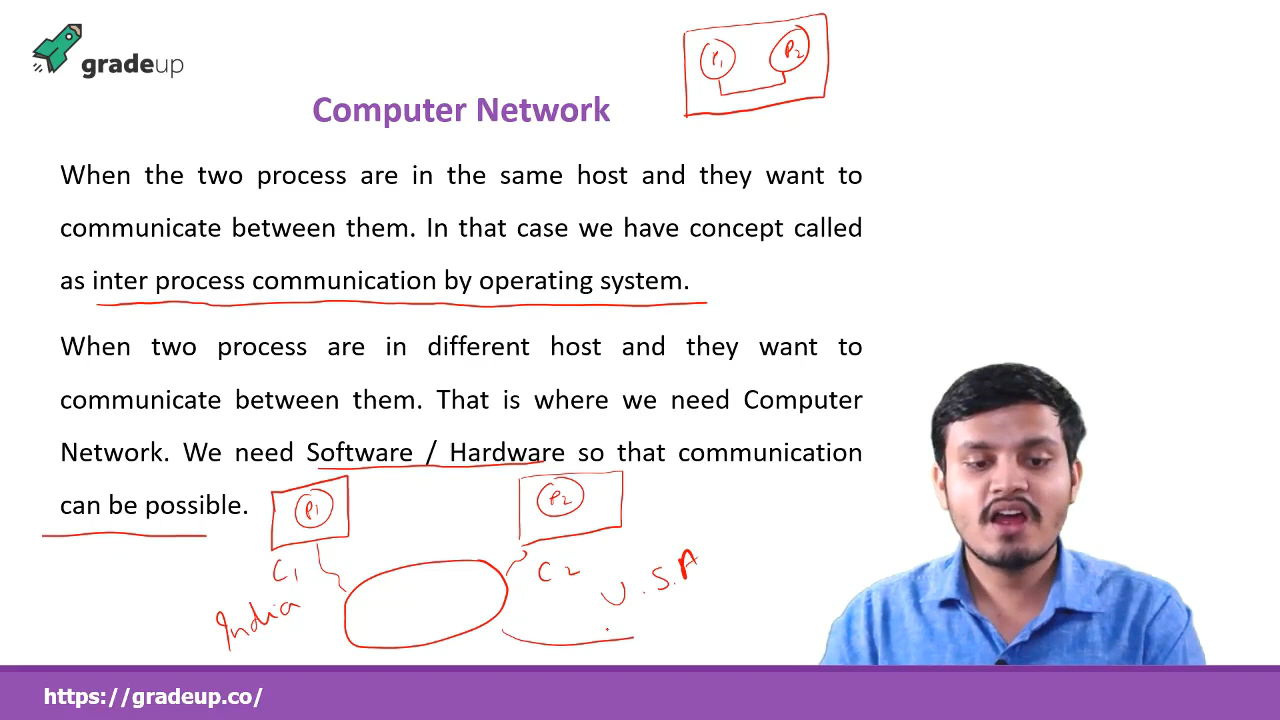 gradeup
P1 P2
Computer Network
When the two process are in the same host and they want to
communicate between them. In that case we have concept called
as inter process communication by operating system.
When two process are in different host and they want to
communicate between them. That is where we need Computer
Network. We need Software / Hardware so that communication
can be possible.
P1 P2
C1 C2
India U.S.A
https://gradeup.co/